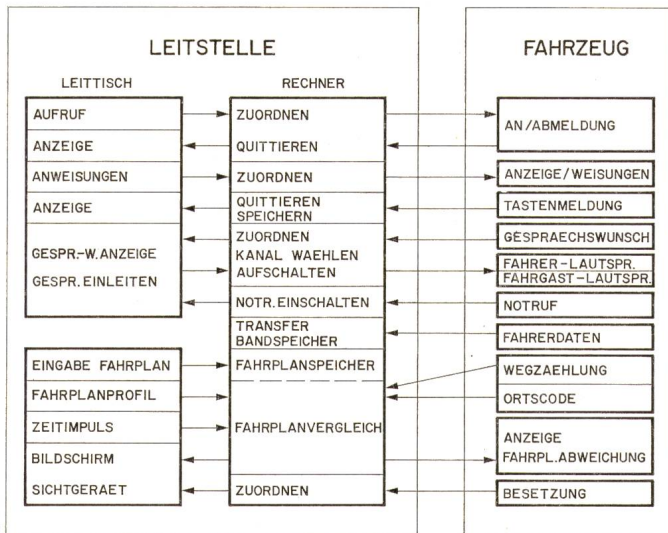 LEITSTELLE
LEITTISCH
AUFRUF
ANZEIGE
ANWEISUNGEN
ANZEIGE
GESPR.-W.ANZEIGE
GESPR.EINLEITEN
EINGABE FAHRPLAN
FAHRPLANPROFIL
ZEITIMPULS
BILDSCHIRM
SICHTGERAET
RECHNER
ZUORDNEN
QUITTIEREN
ZUORDNEN
QUITTIEREN
SPEICHERN
ZUORDNEN
KANAL WAEHLEN
AUFSCHALTEN
NOTR.EINSCHALTEN
TRANSFER
BANDSPEICHER
FAHRPLANSPEICHER
FAHRPLANVERGLEICH
ZUORDNEN
FAHRZEUG
AN/ABMELDUNG
ANZEIGE/WEISUNGEN
TASTENMELDUNG
GESPRAECHSWUNSCH
FAHRER-LAUTSPR.
FAHRGAST-LAUTSPR.
NOTRUF
FAHRERDATEN
WEGZAEHLUNG
ORTSCODE
ANZEIGE
FAHRPL.ABWEICHUNG
BESETZUNG